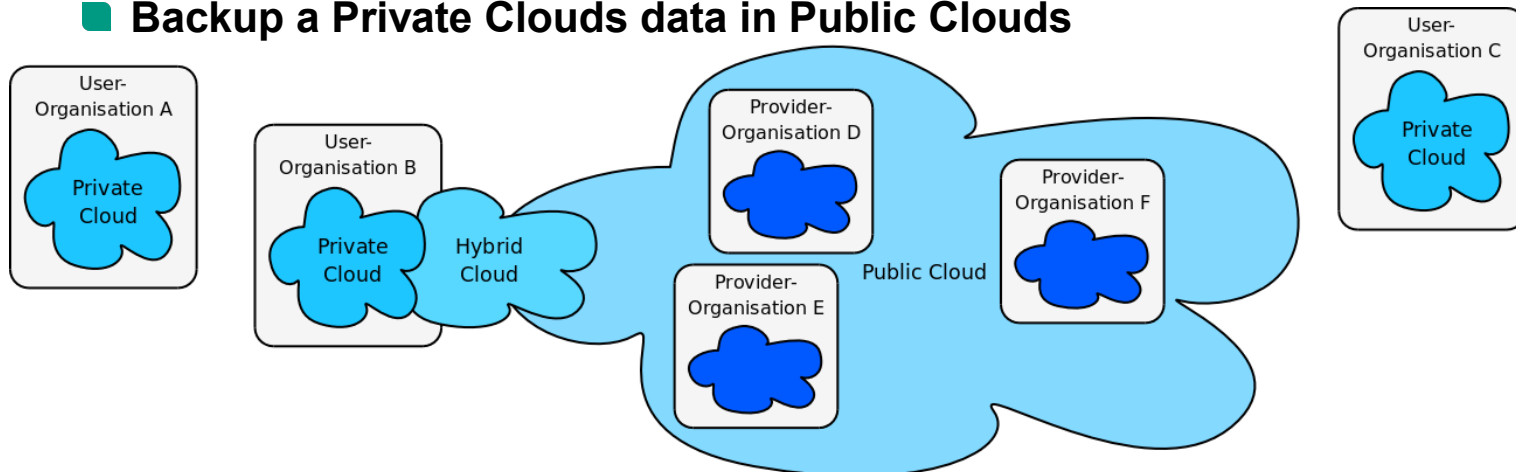 Backup a Private Clouds data in Public Clouds
User-
Organisation A
Private
Cloud
User-
Organisation B
Private
Cloud
Hybrid
Cloud
Provider-
Organisation D
Provider-
Organisation E
Public Cloud
Provider-
Organisation F
User-
Organisation C
Private
Cloud